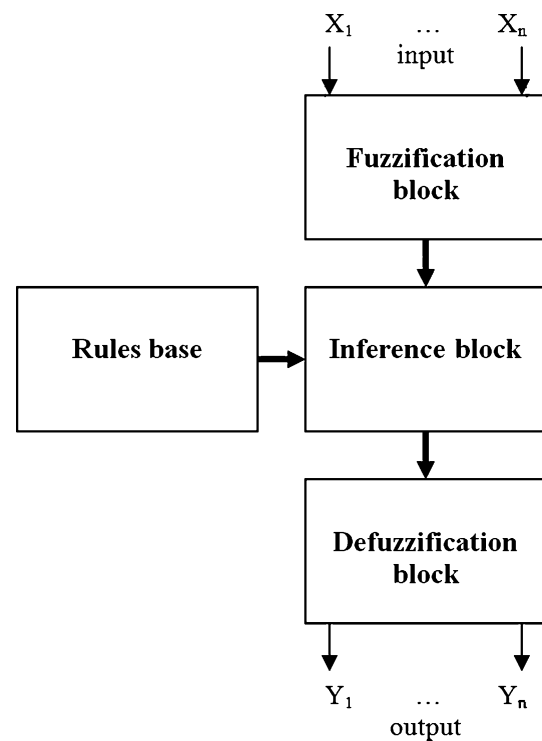 X₁ ... Xₙ
input
Fuzzification
block
Rules base
Inference block
Defuzzification
block
Y₁ ... Yₙ
output